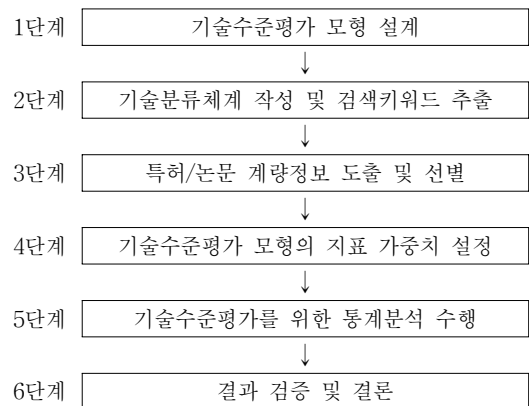 1단계 기술수준평가 모형 설계
↓
2단계 기술분류체계 작성 및 검색키워드 추출
↓
3단계 특허/논문 계량정보 도출 및 선별
↓
4단계 기술수준평가 모형의 지표 가중치 설정
↓
5단계 기술수준평가를 위한 통계분석 수행
↓
6단계 결과 검증 및 결론